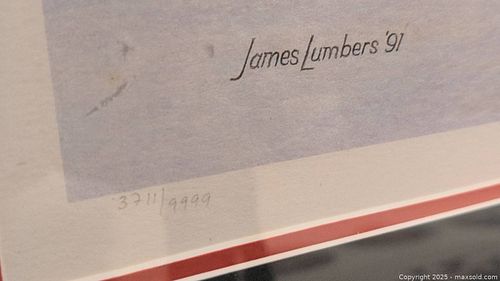 James Lumbers '91
3711/9999
Copyright 2025 - maxsold.com